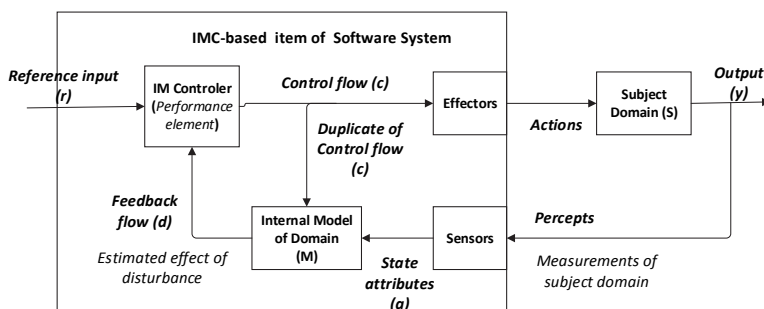 IMC-based item of Software System
Reference input
(r)
IM Controler
(Performance
element)
Control flow (c)
Effectors
Actions
Subject
Domain (S)
Output
(y)
Duplicate of
Control flow
(c)
Feedback
flow (d)
Estimated effect of
disturbance
Internal Model
of Domain
(M)
State
attributes
(q)
Sensors
Percepts
Measurements of
subject domain